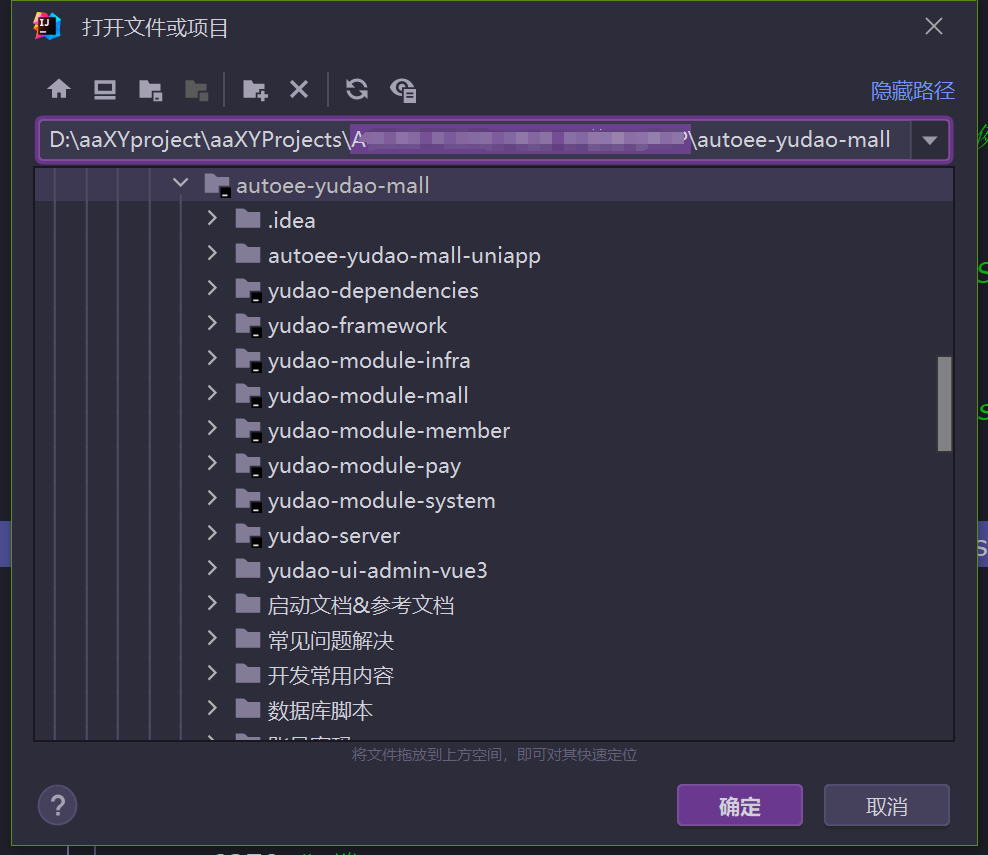 打开文件或项目
隐藏路径
D:\aaXYproject\aaXYProjects\A \autoee-yudao-mall
autoee-yudao-mall
.idea
autoee-yudao-mall-uniapp
yudao-dependencies
yudao-framework
yudao-module-infra
yudao-module-mall
yudao-module-member
yudao-module-pay
yudao-module-system
yudao-server
yudao-ui-admin-vue3
启动文档&参考文档
常见问题解决
开发常用内容
数据库脚本
将文件拖放到上方空间，即可对其快速定位
?
确定
取消